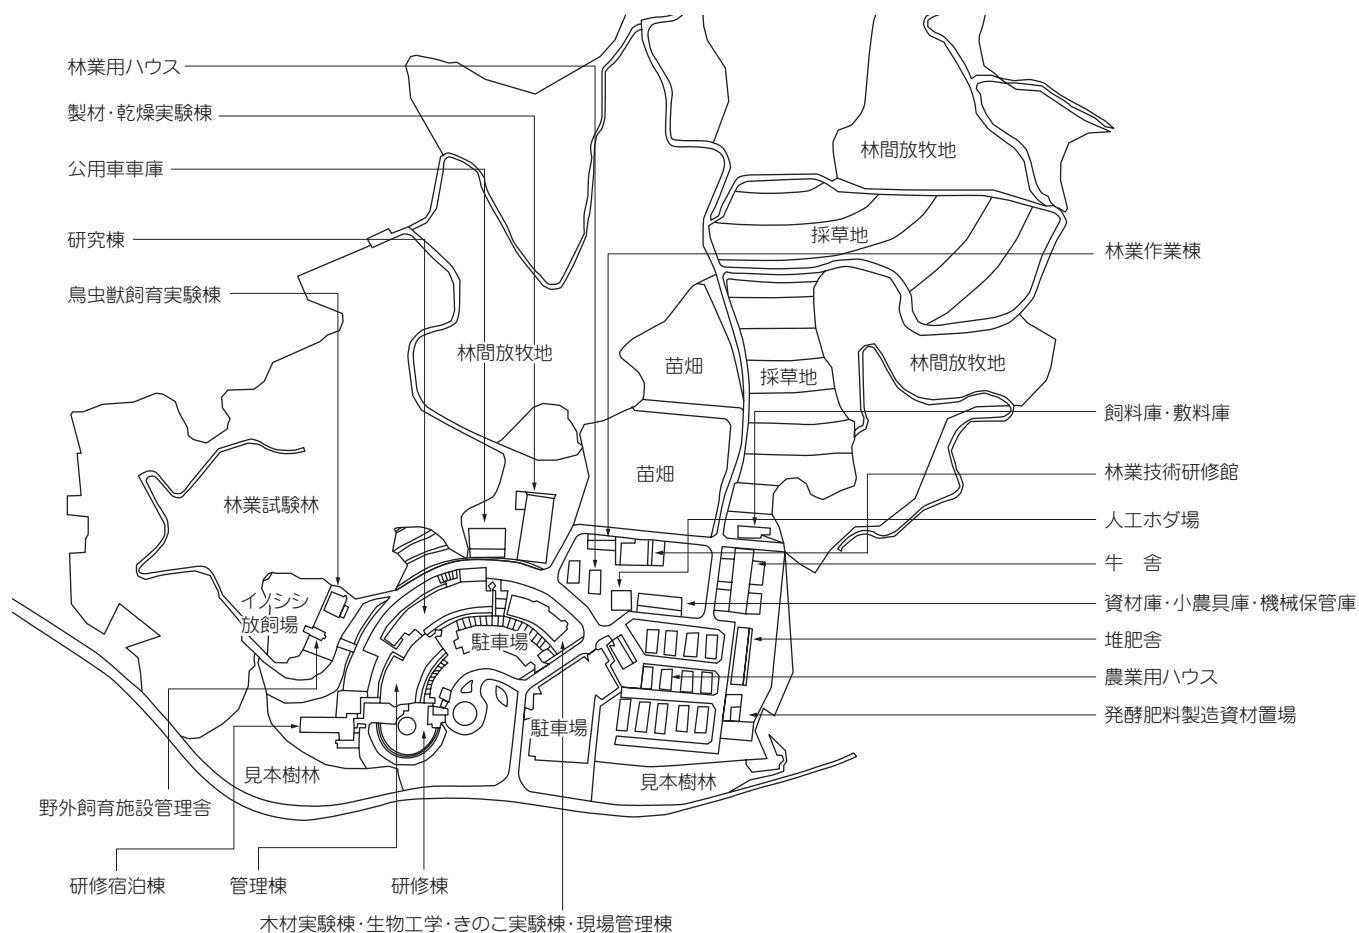 林業用ハウス
製材・乾燥実験棟
公用車車庫
研究棟
鳥虫獣飼育実験棟
林間放牧地
採草地
林業作業棟
林間放牧地
苗畑
採草地
林間放牧地
飼料庫・敷料庫
苗畑
林業技術研修館
林業試験林
人工ホダ場
牛　舎
イノシシ
放飼場
資材庫・小農具庫・機械保管庫
駐車場
堆肥舎
農業用ハウス
発酵肥料製造資材置場
駐車場
見本樹林
見本樹林
野外飼育施設管理舎
研修宿泊棟
管理棟
研修棟
木材実験棟・生物工学・きのこ実験棟・現場管理棟